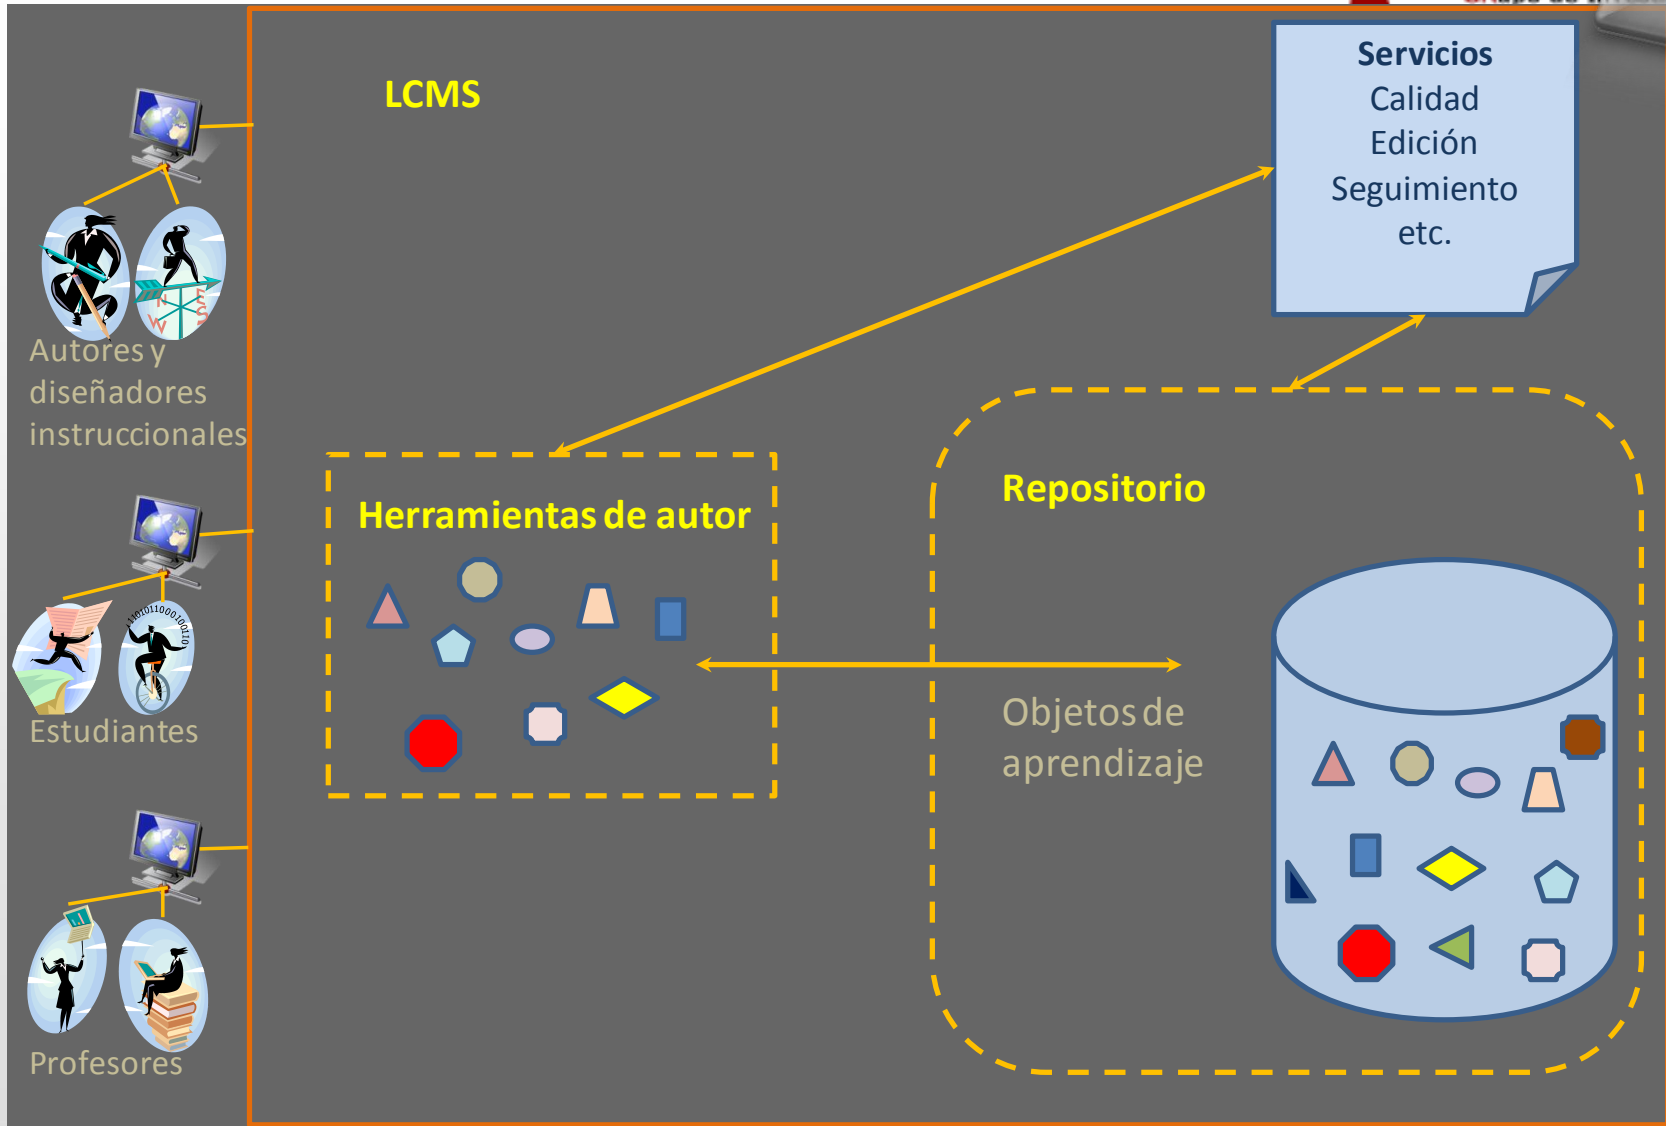 LCMS
Servicios
Calidad
Edición
Seguimiento
etc.
Autores y
diseñadores
instruccionales
Herramientas de autor
Repositorio
Objetos de
aprendizaje
Estudiantes
Profesores